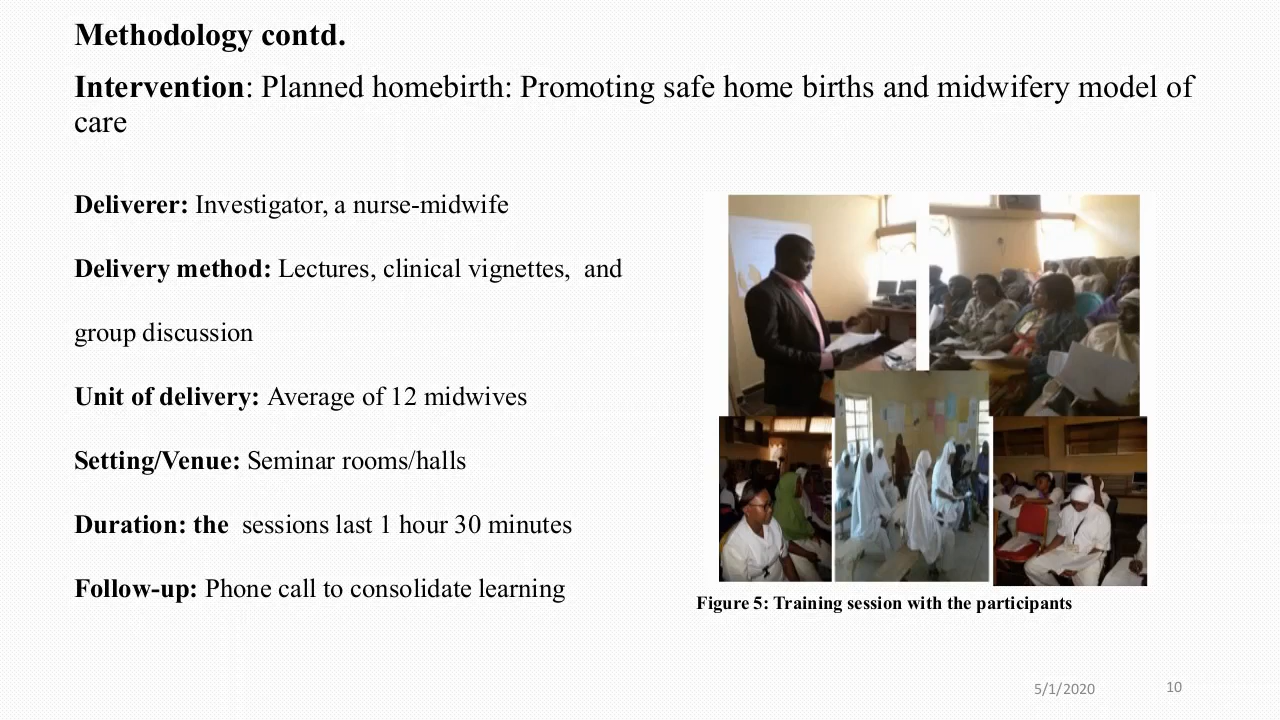 Methodology contd.
Intervention: Planned homebirth: Promoting safe home births and midwifery model of
care
Deliverer: Investigator, a nurse-midwife
Delivery method: Lectures, clinical vignettes,  and
group discussion
Unit of delivery: Average of 12 midwives
Setting/Venue: Seminar rooms/halls
Duration: the  sessions last 1 hour 30 minutes
Follow-up: Phone call to consolidate learning
Figure 5: Training session with the participants
5/1/2020
10